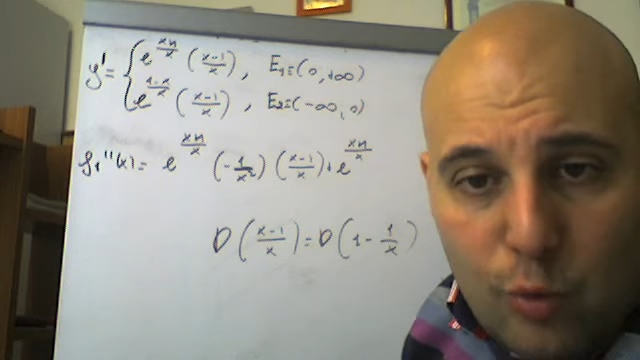 y' = { e^((x+1)/x) ((x-1)/x), E₁=(0,+∞)
e^((1-x)/x) ((x-1)/x), E₂=(-∞,0)
f₁''(x)= e^((x+1)/x) (-1/x²) ((x-1)/x) + e^((x+1)/x)
D((x-1)/x) = D(1 - 1/x)